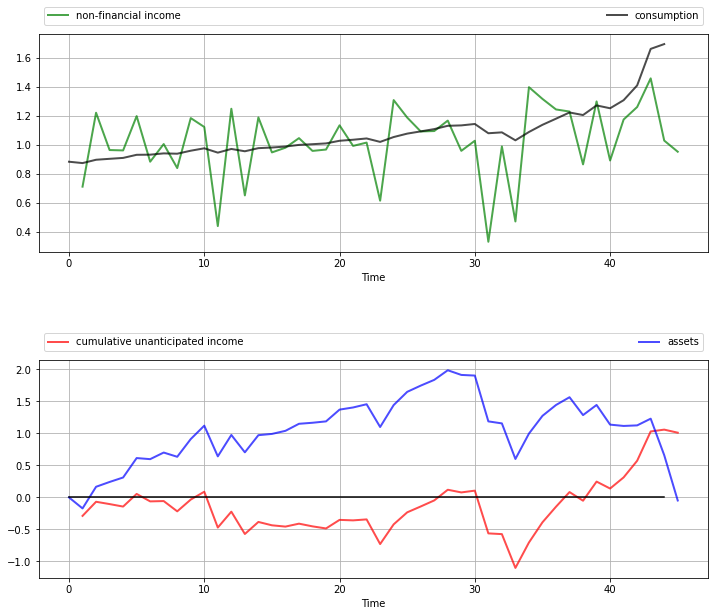 non-financial income consumption
1.6
1.4
1.2
1.0
0.8
0.6
0.4
0 10 20 30 40
Time
cumulative unanticipated income assets
2.0
1.5
1.0
0.5
0.0
−0.5
−1.0
0 10 20 30 40
Time